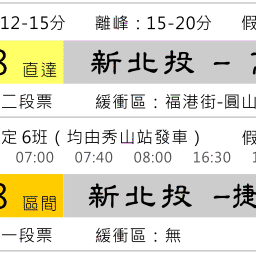 12-15分 離峰：15-20分 假
8 直達 新北投 –
二段票 緩衝區：福港街-圓山
定 6班（均由秀山站發車） 假
07:00 07:40 08:00 16:30 1
8 區間 新北投 -捷
一段票 緩衝區：無